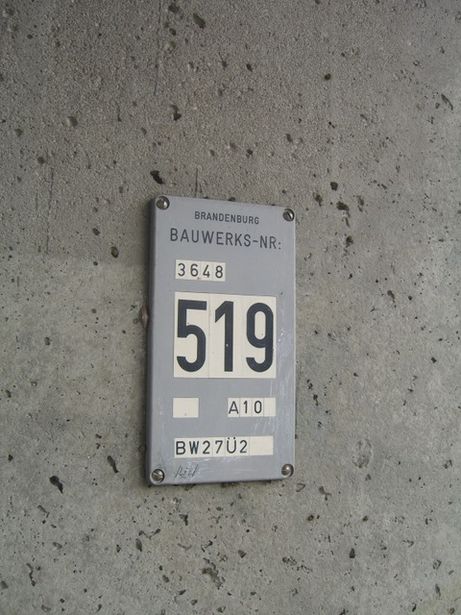 BRANDENBURG
BAUWERKS-NR:
3648
519
A10
BW27Ü2